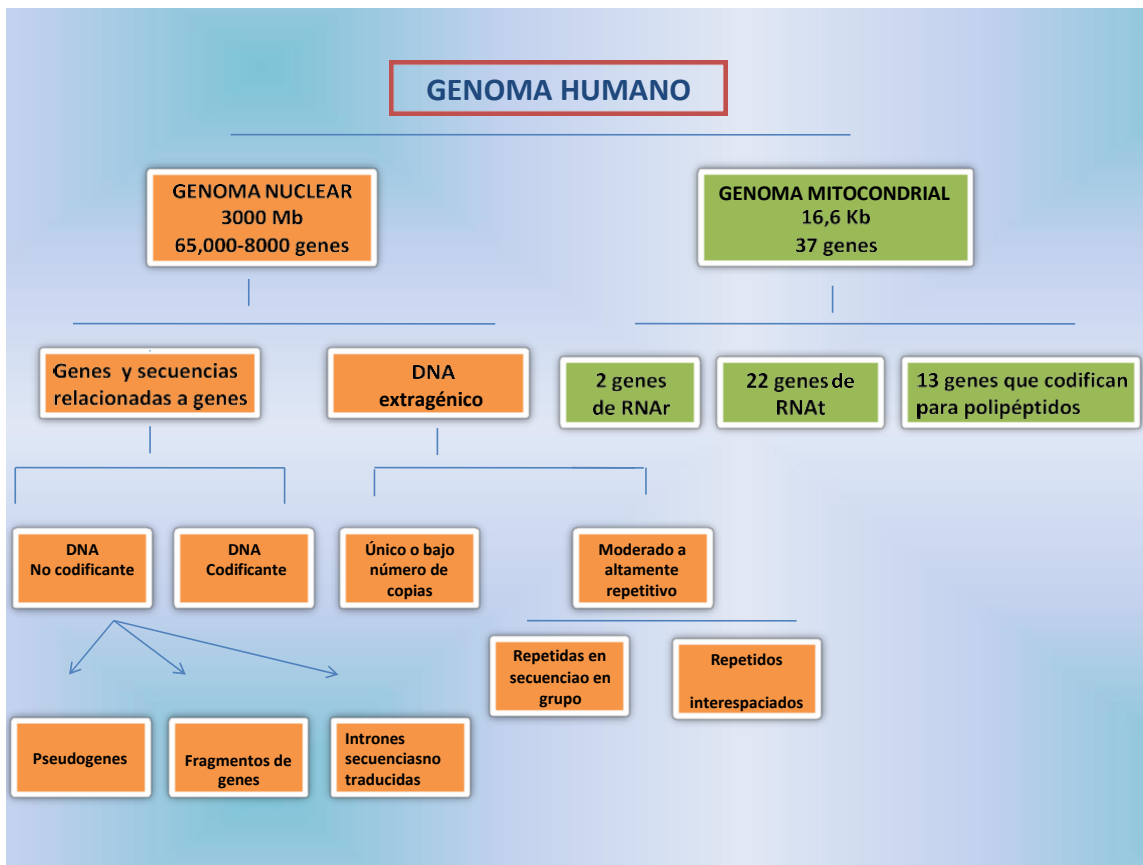 GENOMA HUMANO
GENOMA NUCLEAR
3000 Mb
65,000-8000 genes
GENOMA MITOCONDRIAL
16,6 Kb
37 genes
Genes y secuencias
relacionadas a genes
DNA
extragénico
2 genes
de RNAr
22 genes de
RNAt
13 genes que codifican
para polipéptidos
DNA
No codificante
DNA
Codificante
Único o bajo
número de
copias
Moderado a
altamente
repetitivo
Repetidas en
secuenciao en
grupo
Repetidos
interespaciados
Pseudogenes
Fragmentos de
genes
Intrones
secuenciasno
traducidas